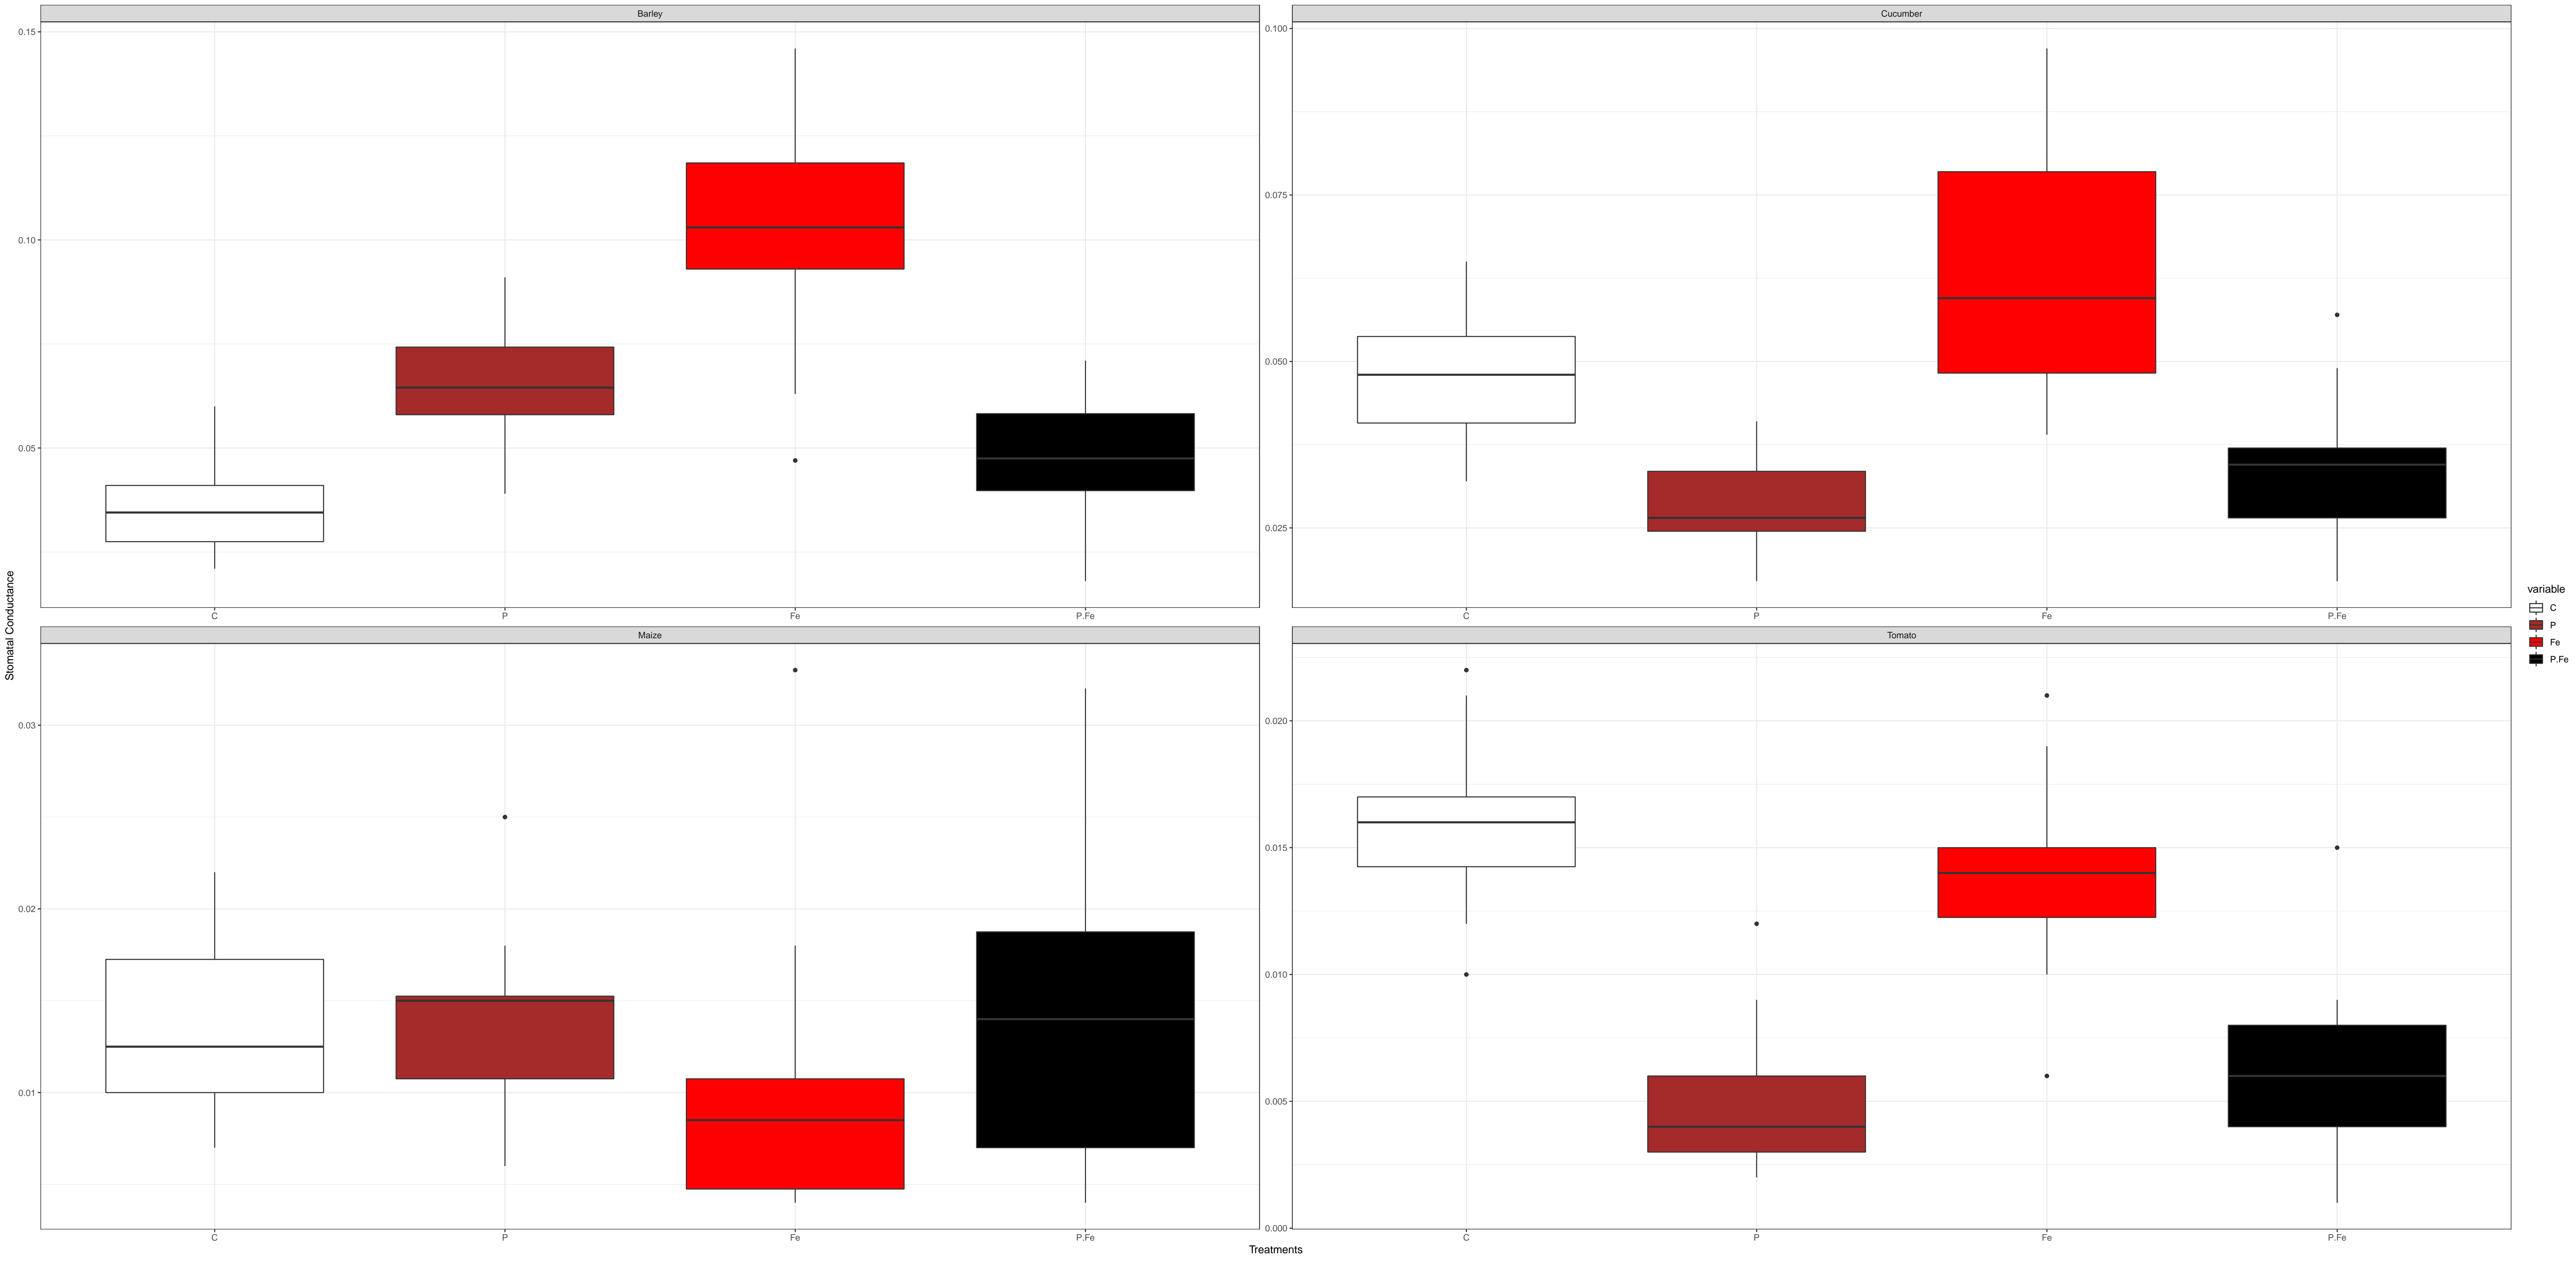 Barley
Cucumber
0.15
0.10
0.05
C P Fe P.Fe
0.100
0.075
0.050
0.025
C P Fe P.Fe
Stomatal Conductance
Maize
Tomato
0.03
0.02
0.01
C P Fe P.Fe
0.020
0.015
0.010
0.005
0.000
C P Fe P.Fe
Treatments
variable
C
P
Fe
P.Fe